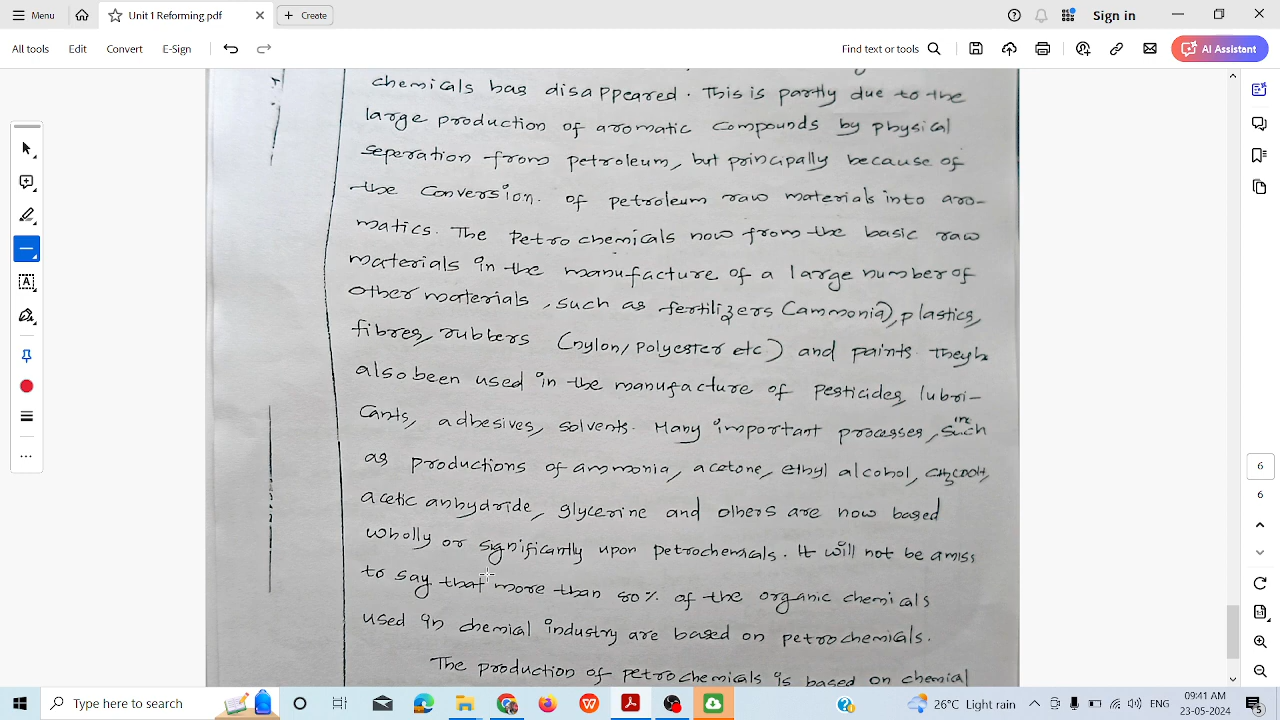 Menu
Unit 1 Reforming.pdf
Create
Sign in
All tools
Edit
Convert
E-Sign
Find text or tools
AI Assistant
chemicals has disappeared. This is partly due to the
large production of aromatic compounds by physical
seperation from petroleum, but principally because of
the conversion. of petroleum raw materials into aro-
matics. The Petrochemicals now from the basic raw
materials in the manufacture of a large number of
other materials, such as fertilizers (ammonia), plastics,
fibres, rubbers (nylon/polyester etc.) and paints. They
also been used in the manufacture of Pesticides, lubri-
cants, adhesives, solvents. Many important processes, such
inc
as productions of ammonia, acetone, ethyl alcohol, CH3COOH,
acetic anhydride, glycerine and others are now based
wholly or significantly upon petrochemicals. It will not be amiss
to say that more than 80% of the organic chemicals
used in chemical industry are based on petrochemicals.
The production of petrochemicals is based on chemical
6
6
Type here to search
26°C Light rain
ENG
09:41 AM
23-05-2024
5